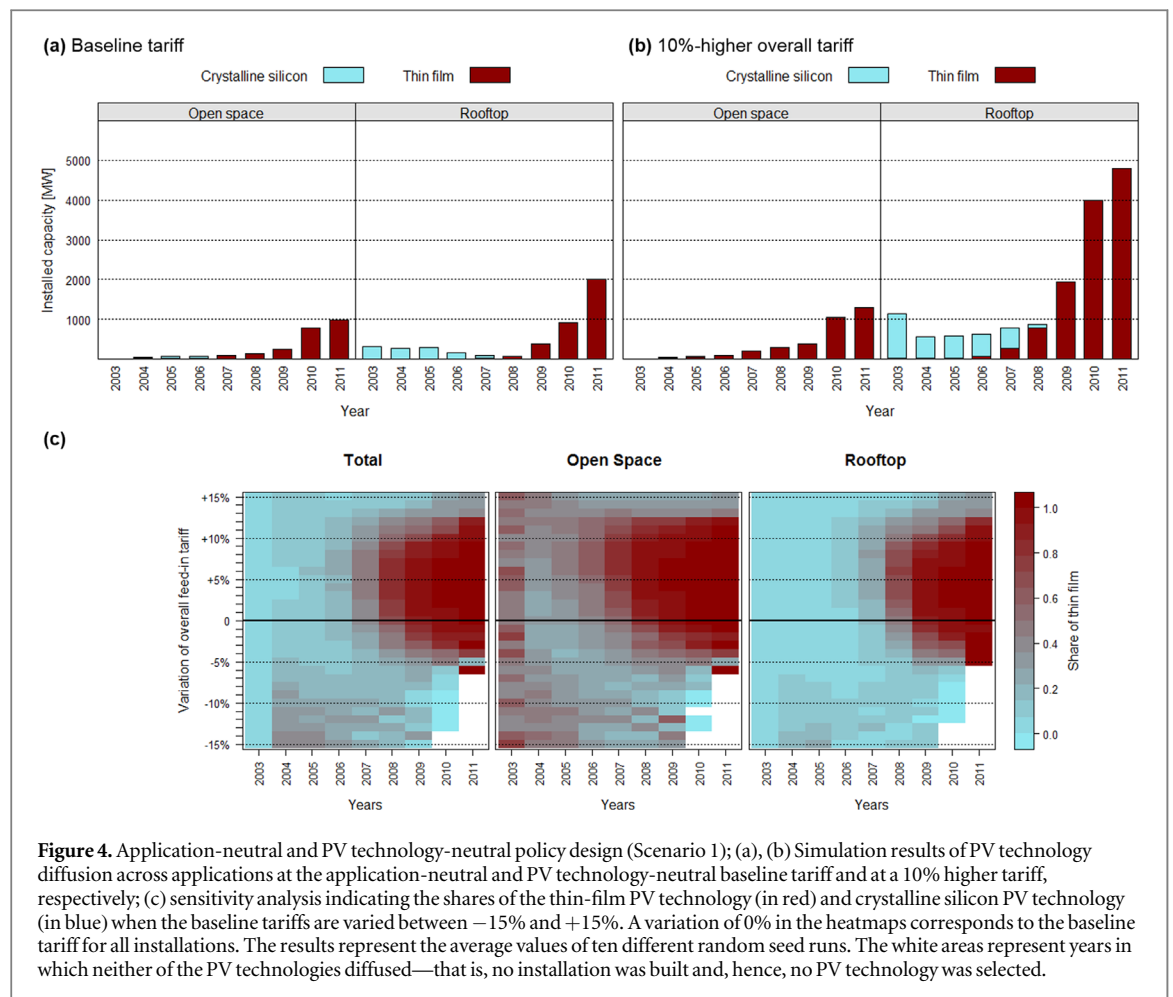 (a) Baseline tariff
(b) 10%-higher overall tariff
Crystalline silicon Thin film
Crystalline silicon Thin film
Open space Rooftop
Open space Rooftop
Installed capacity [MW]
5000
4000
3000
2000
1000
2003 2004 2005 2006 2007 2008 2009 2010 2011 2003 2004 2005 2006 2007 2008 2009 2010 2011
2003 2004 2005 2006 2007 2008 2009 2010 2011 2003 2004 2005 2006 2007 2008 2009 2010 2011
Year
Year
(c)
Total Open Space Rooftop
Variation of overall feed-in tariff
+15%
+10%
+5%
0
-5%
-10%
-15%
2003 2004 2005 2006 2007 2008 2009 2010 2011
2003 2004 2005 2006 2007 2008 2009 2010 2011
2003 2004 2005 2006 2007 2008 2009 2010 2011
Years
Years
Years
1.0
0.8
0.6
0.4
0.2
0.0
Share of thin film
Figure 4. Application-neutral and PV technology-neutral policy design (Scenario 1); (a), (b) Simulation results of PV technology
diffusion across applications at the application-neutral and PV technology-neutral baseline tariff and at a 10% higher tariff,
respectively; (c) sensitivity analysis indicating the shares of the thin-film PV technology (in red) and crystalline silicon PV technology
(in blue) when the baseline tariffs are varied between −15% and +15%. A variation of 0% in the heatmaps corresponds to the baseline
tariff for all installations. The results represent the average values of ten different random seed runs. The white areas represent years in
which neither of the PV technologies diffused—that is, no installation was built and, hence, no PV technology was selected.